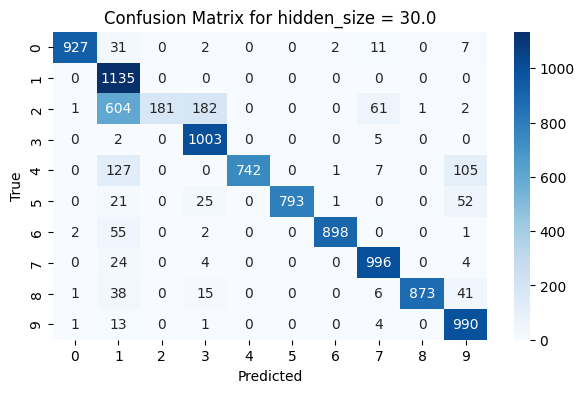 Confusion Matrix for hidden_size = 30.0
0 927 31 0 2 0 0 2 11 0 7
1 0 1135 0 0 0 0 0 0 0 0
2 1 604 181 182 0 0 0 61 1 2
3 0 2 0 1003 0 0 0 5 0 0
4 0 127 0 0 742 0 1 7 0 105
5 0 21 0 25 0 793 1 0 0 52
6 2 55 0 2 0 0 898 0 0 1
7 0 24 0 4 0 0 0 996 0 4
8 1 38 0 15 0 0 0 6 873 41
9 1 13 0 1 0 0 0 4 0 990
0 1 2 3 4 5 6 7 8 9
Predicted
True
1000
800
600
400
200
0